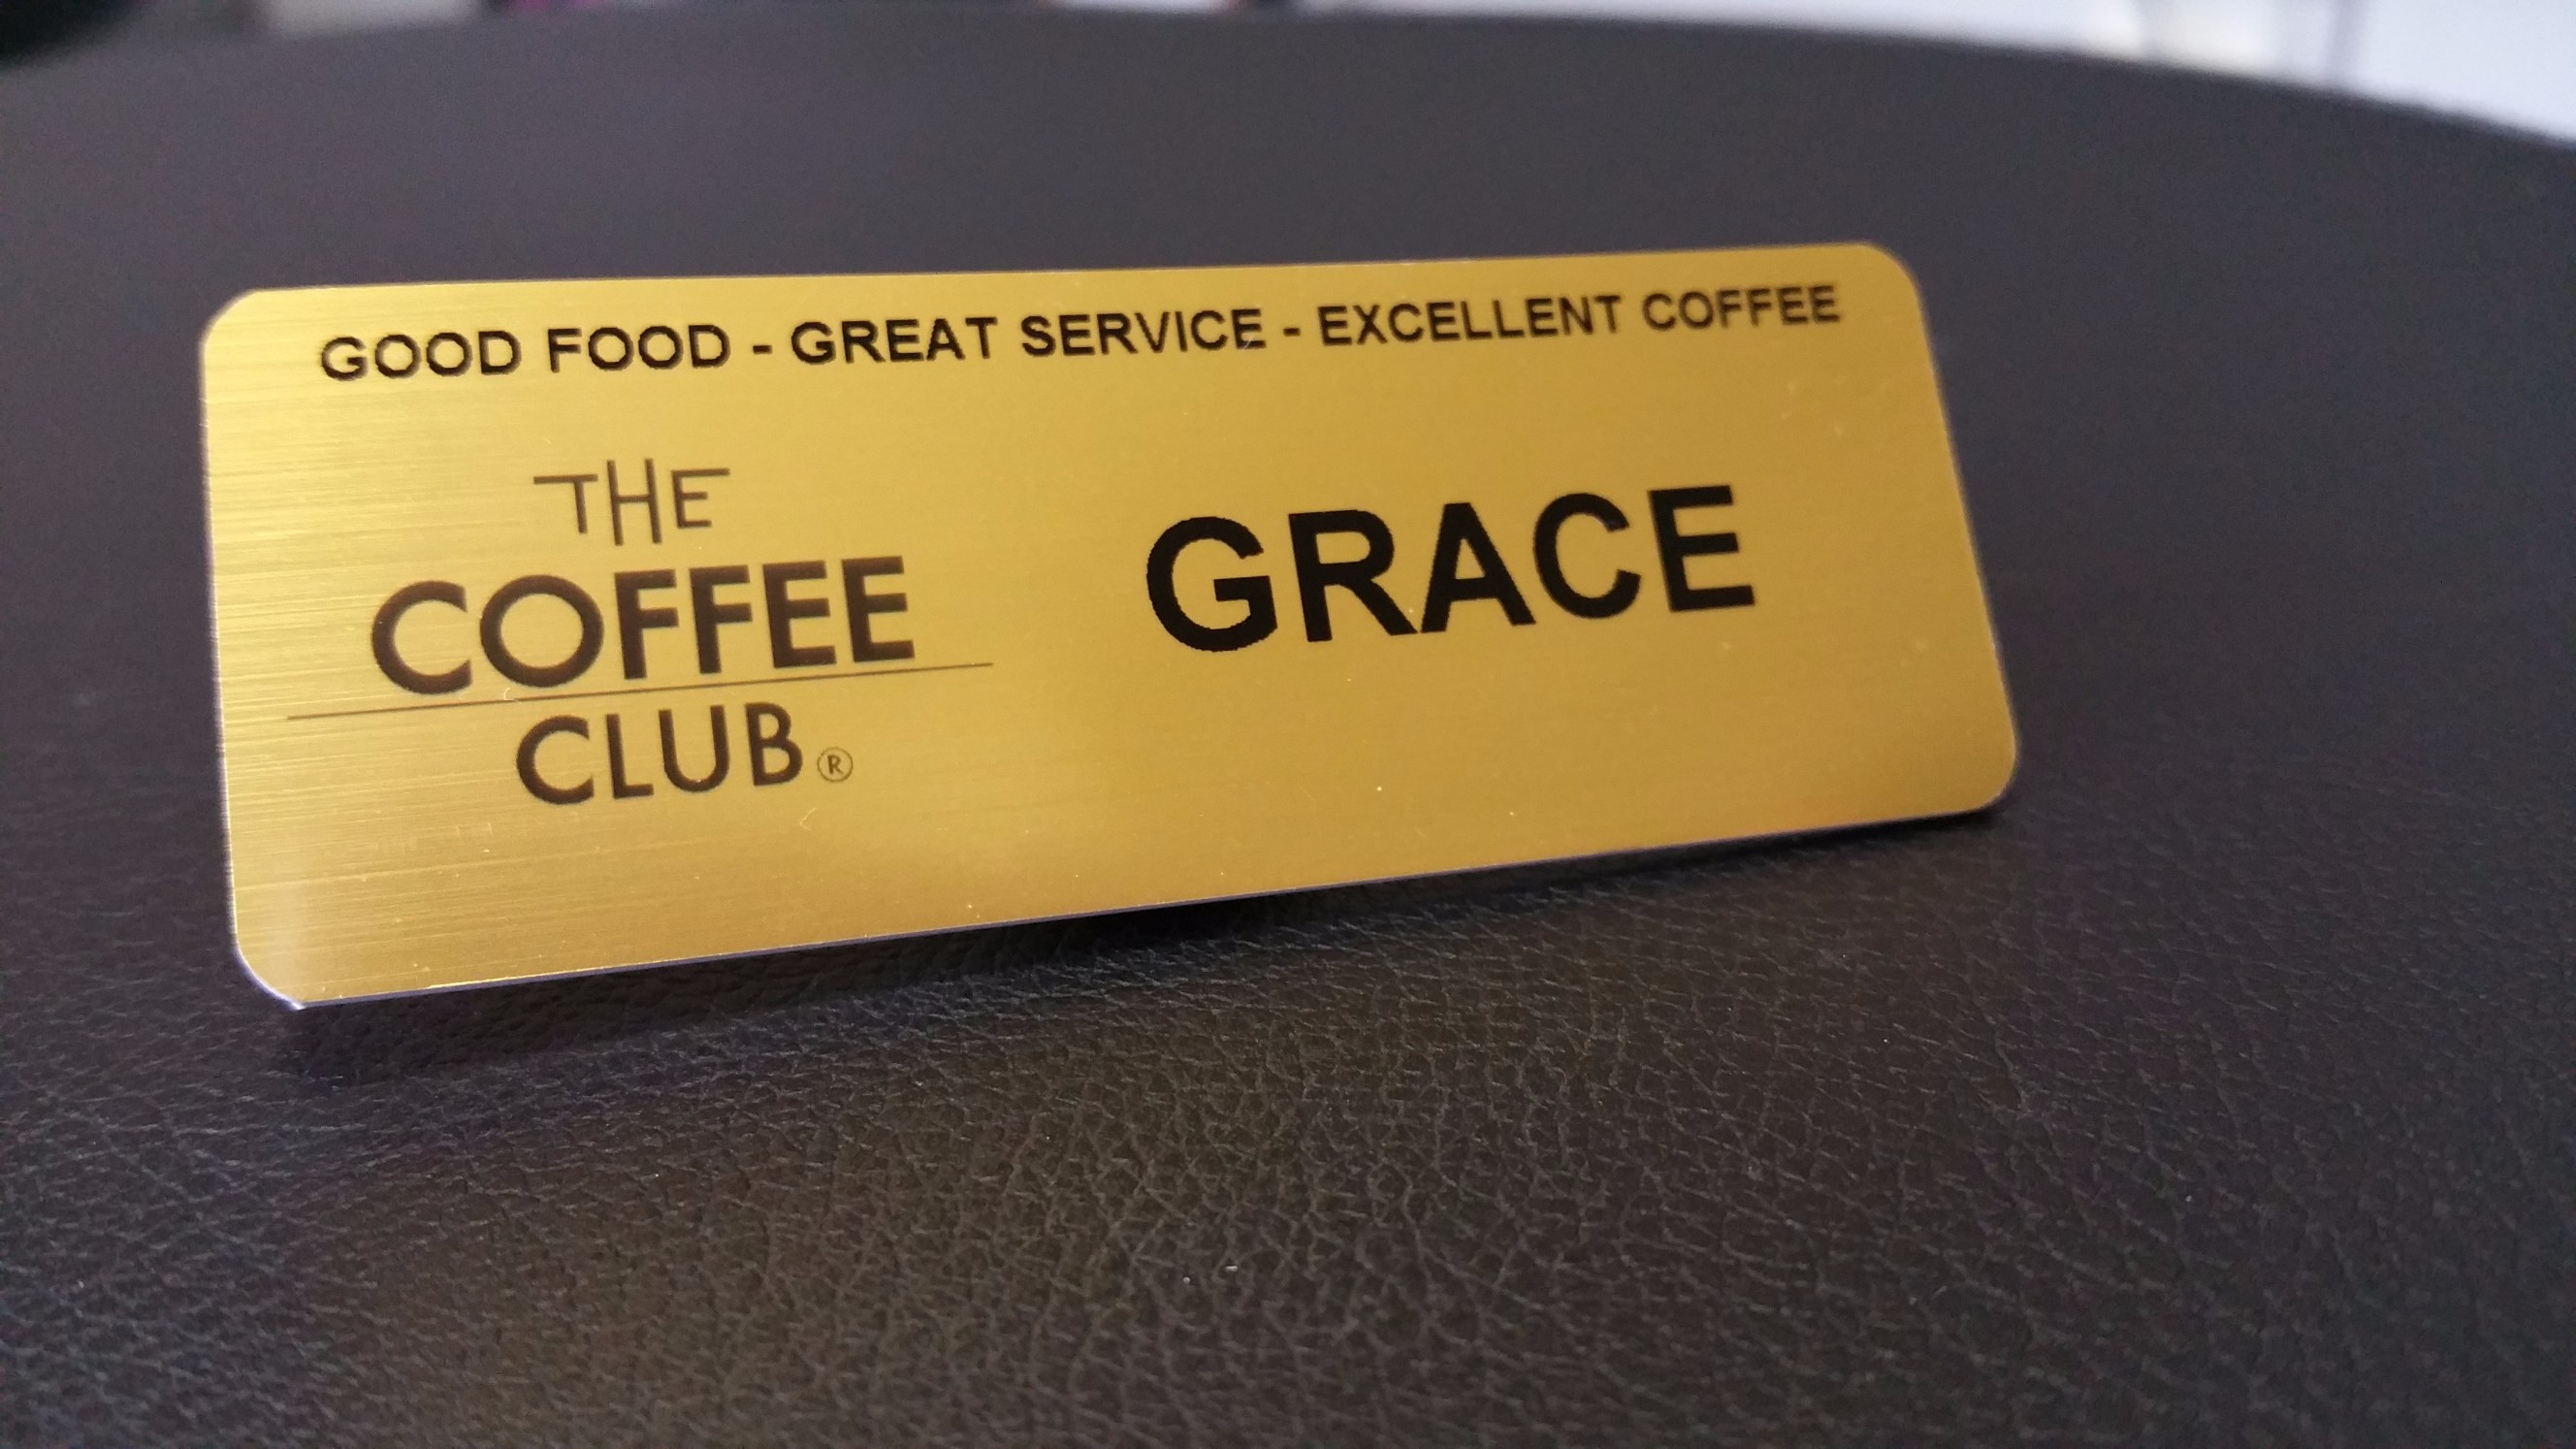 GOOD FOOD - GREAT SERVICE - EXCELLENT COFFEE
THE
COFFEE
CLUB®
GRACE